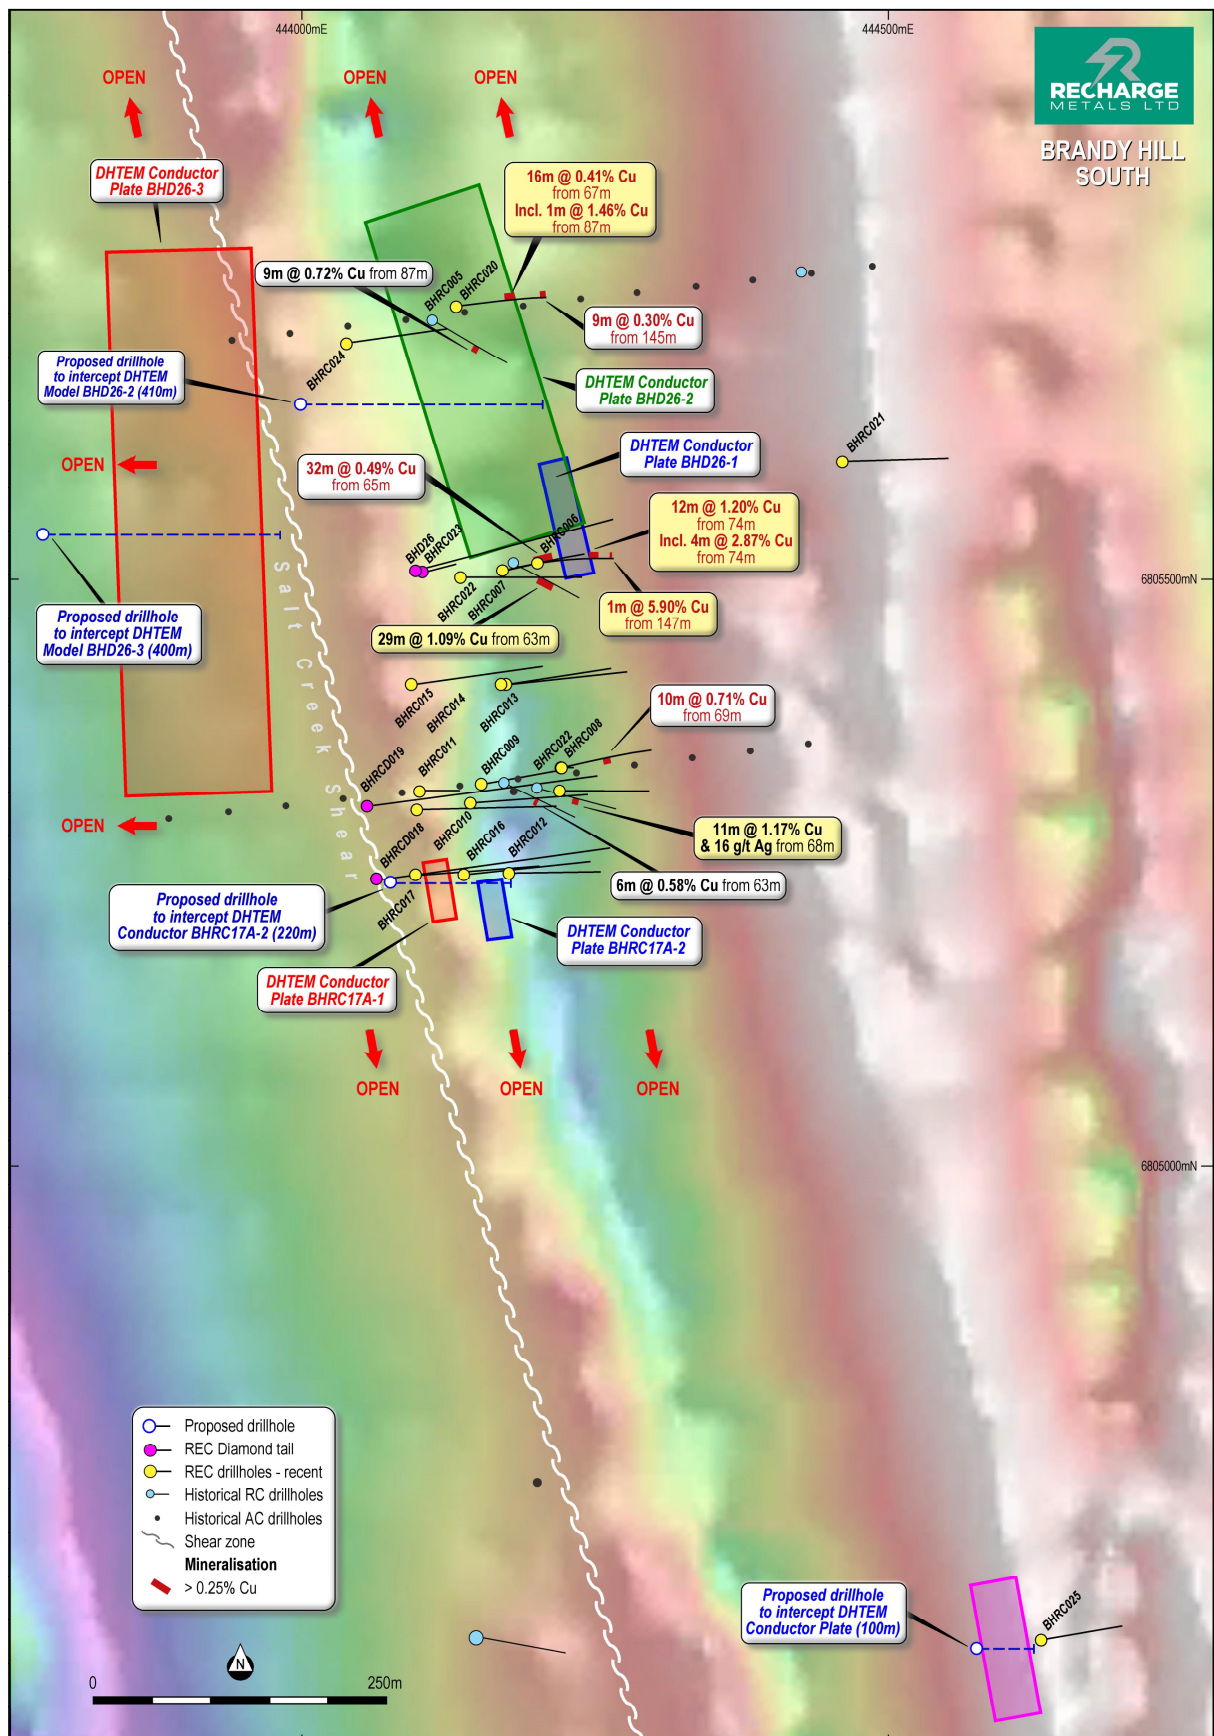 444000mE
444500mE
RECHARGE
METALS LTD
BRANDY HILL
SOUTH
OPEN
OPEN
OPEN
DHTEM Conductor
Plate BHD26-3
16m @ 0.41% Cu
from 67m
Incl. 1m @ 1.46% Cu
from 87m
9m @ 0.72% Cu from 87m
BHRC005
BHRC020
9m @ 0.30% Cu
from 145m
BHRC024
Proposed drillhole
to intercept DHTEM
Model BHD26-2 (410m)
DHTEM Conductor
Plate BHD26-2
BHRC021
DHTEM Conductor
Plate BHD26-1
OPEN
32m @ 0.49% Cu
from 65m
12m @ 1.20% Cu
from 74m
Incl. 4m @ 2.87% Cu
from 74m
BHD26
BHRC023
BHRC006
6805500mN
BHRC022
BHRC007
Proposed drillhole
to intercept DHTEM
Model BHD26-3 (400m)
1m @ 5.90% Cu
from 147m
29m @ 1.09% Cu from 63m
Salt Creek Shear
BHRC015
BHRC014
BHRC013
10m @ 0.71% Cu
from 69m
BHRCD019
BHRC011
BHRC009
BHRC022
BHRC008
OPEN
BHRCD018
BHRC010
BHRC016
BHRC012
11m @ 1.17% Cu
& 16 g/t Ag from 68m
6m @ 0.58% Cu from 63m
Proposed drillhole
to intercept DHTEM
Conductor BHRC17A-2 (220m)
BHRC017
DHTEM Conductor
Plate BHRC17A-2
DHTEM Conductor
Plate BHRC17A-1
OPEN
OPEN
OPEN
6805000mN
Proposed drillhole
REC Diamond tail
REC drillholes - recent
Historical RC drillholes
Historical AC drillholes
Shear zone
Mineralisation
> 0.25% Cu
Proposed drillhole
to intercept DHTEM
Conductor Plate (100m)
BHRC025
N
0
250m